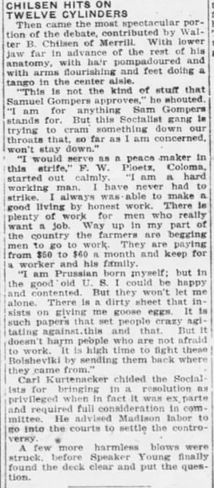 CHILSEN HITS ON
TWELVE CYLINDERS
Then came the most spectacular por-
tion of the debate, contributed by Wal-
ter B. Chilsen of Merrill. With lower
jaw far in advance of the rest of his
anatomy, with hair pompadoured and
with arms flourishing and feet doing a
tango in the center aisle.
"This is not the kind of stuff that
Samuel Gompers approves," he shouted.
"I am for anything Sam Gompers
stands for. But this Socialist gang is
trying to cram something down our
throats that, so far as I am concerned,
won't stay down."
"I would serve as a peace maker in
this strife," F. W. Ploetz, Coloma,
started out calmly. "I am a hard
working man. I have never had to
strike. I always was able to make a
good living by honest work. There is
plenty of work for men who really
want a job. Way up in my part of
the country the farmers are begging
men to go to work. They are paying
from $50 to $60 a month and keep for
a worker and his family.
"I am Prussian born myself; but in
the good old U. S. I could be happy
and contented. But they won't let me
alone. There is a dirty sheet that in-
sists on giving me goose eggs. It is
such papers that set people crazy agi-
tating against this and that. But it
doesn't harm people who are not afraid
to work. It is high time to fight these
Bolsheviki by sending them back where
they came from."
Carl Kurtenacker chided the Social-
ists for bringing in a resolution as
privileged when in fact it was ex parte
and required full consideration in com-
mittee. He advised Madison labor to
go into the courts to settle the contro-
versy.
A few more harmless blows were
struck, before Speaker Young finally
found the deck clear and put the ques-
tion.